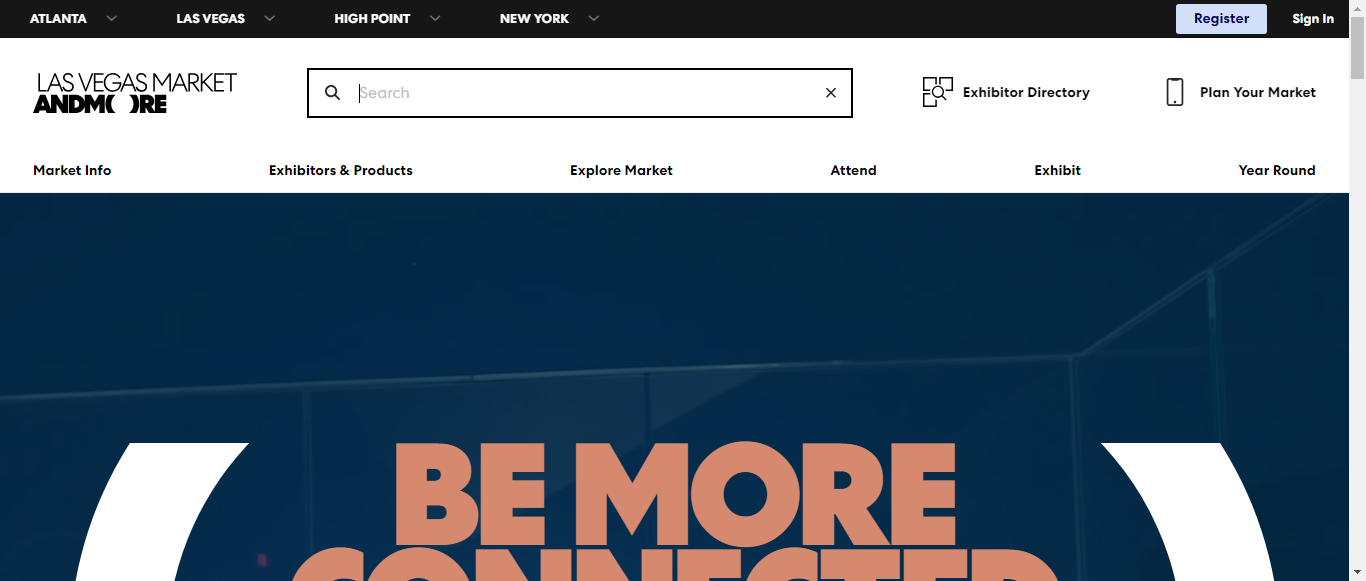 ATLANTA LAS VEGAS HIGH POINT NEW YORK Register Sign In
LAS VEGAS MARKET
ANDMORE
Search
Exhibitor Directory
Plan Your Market
Market Info Exhibitors & Products Explore Market Attend Exhibit Year Round
BE MORE
CONNECTED